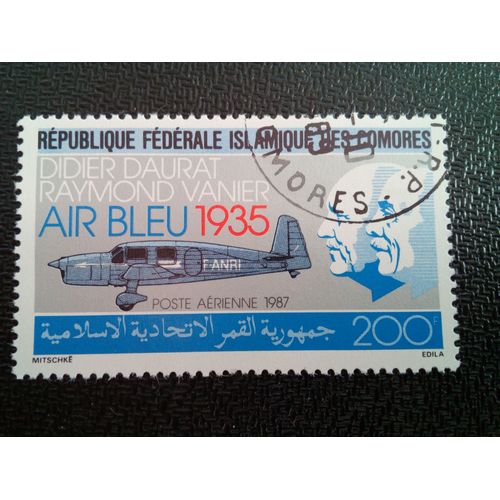 RÉPUBLIQUE FÉDÉRALE ISLAMIQUE DES COMORES
DIDIER DAURAT
RAYMOND VANIER
AIR BLEU 1935
F ANRI
POSTE AÉRIENNE 1987
جمهورية القمر الاتحادية الاسلامية
200F
MITSCHKÉ
EDILA
MORES
R.P.